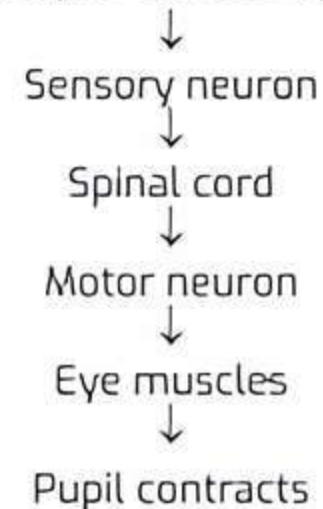 ↓
Sensory neuron
↓
Spinal cord
↓
Motor neuron
↓
Eye muscles
↓
Pupil contracts